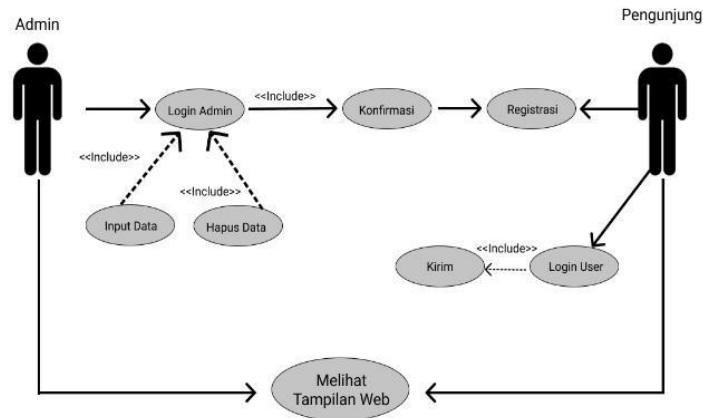 Admin
Pengunjung
<<Include>>
Login Admin
Konfirmasi
Registrasi
<<Include>>
<<Include>>
Input Data
Hapus Data
<<Include>>
Kirim
Login User
Melihat
Tampilan Web